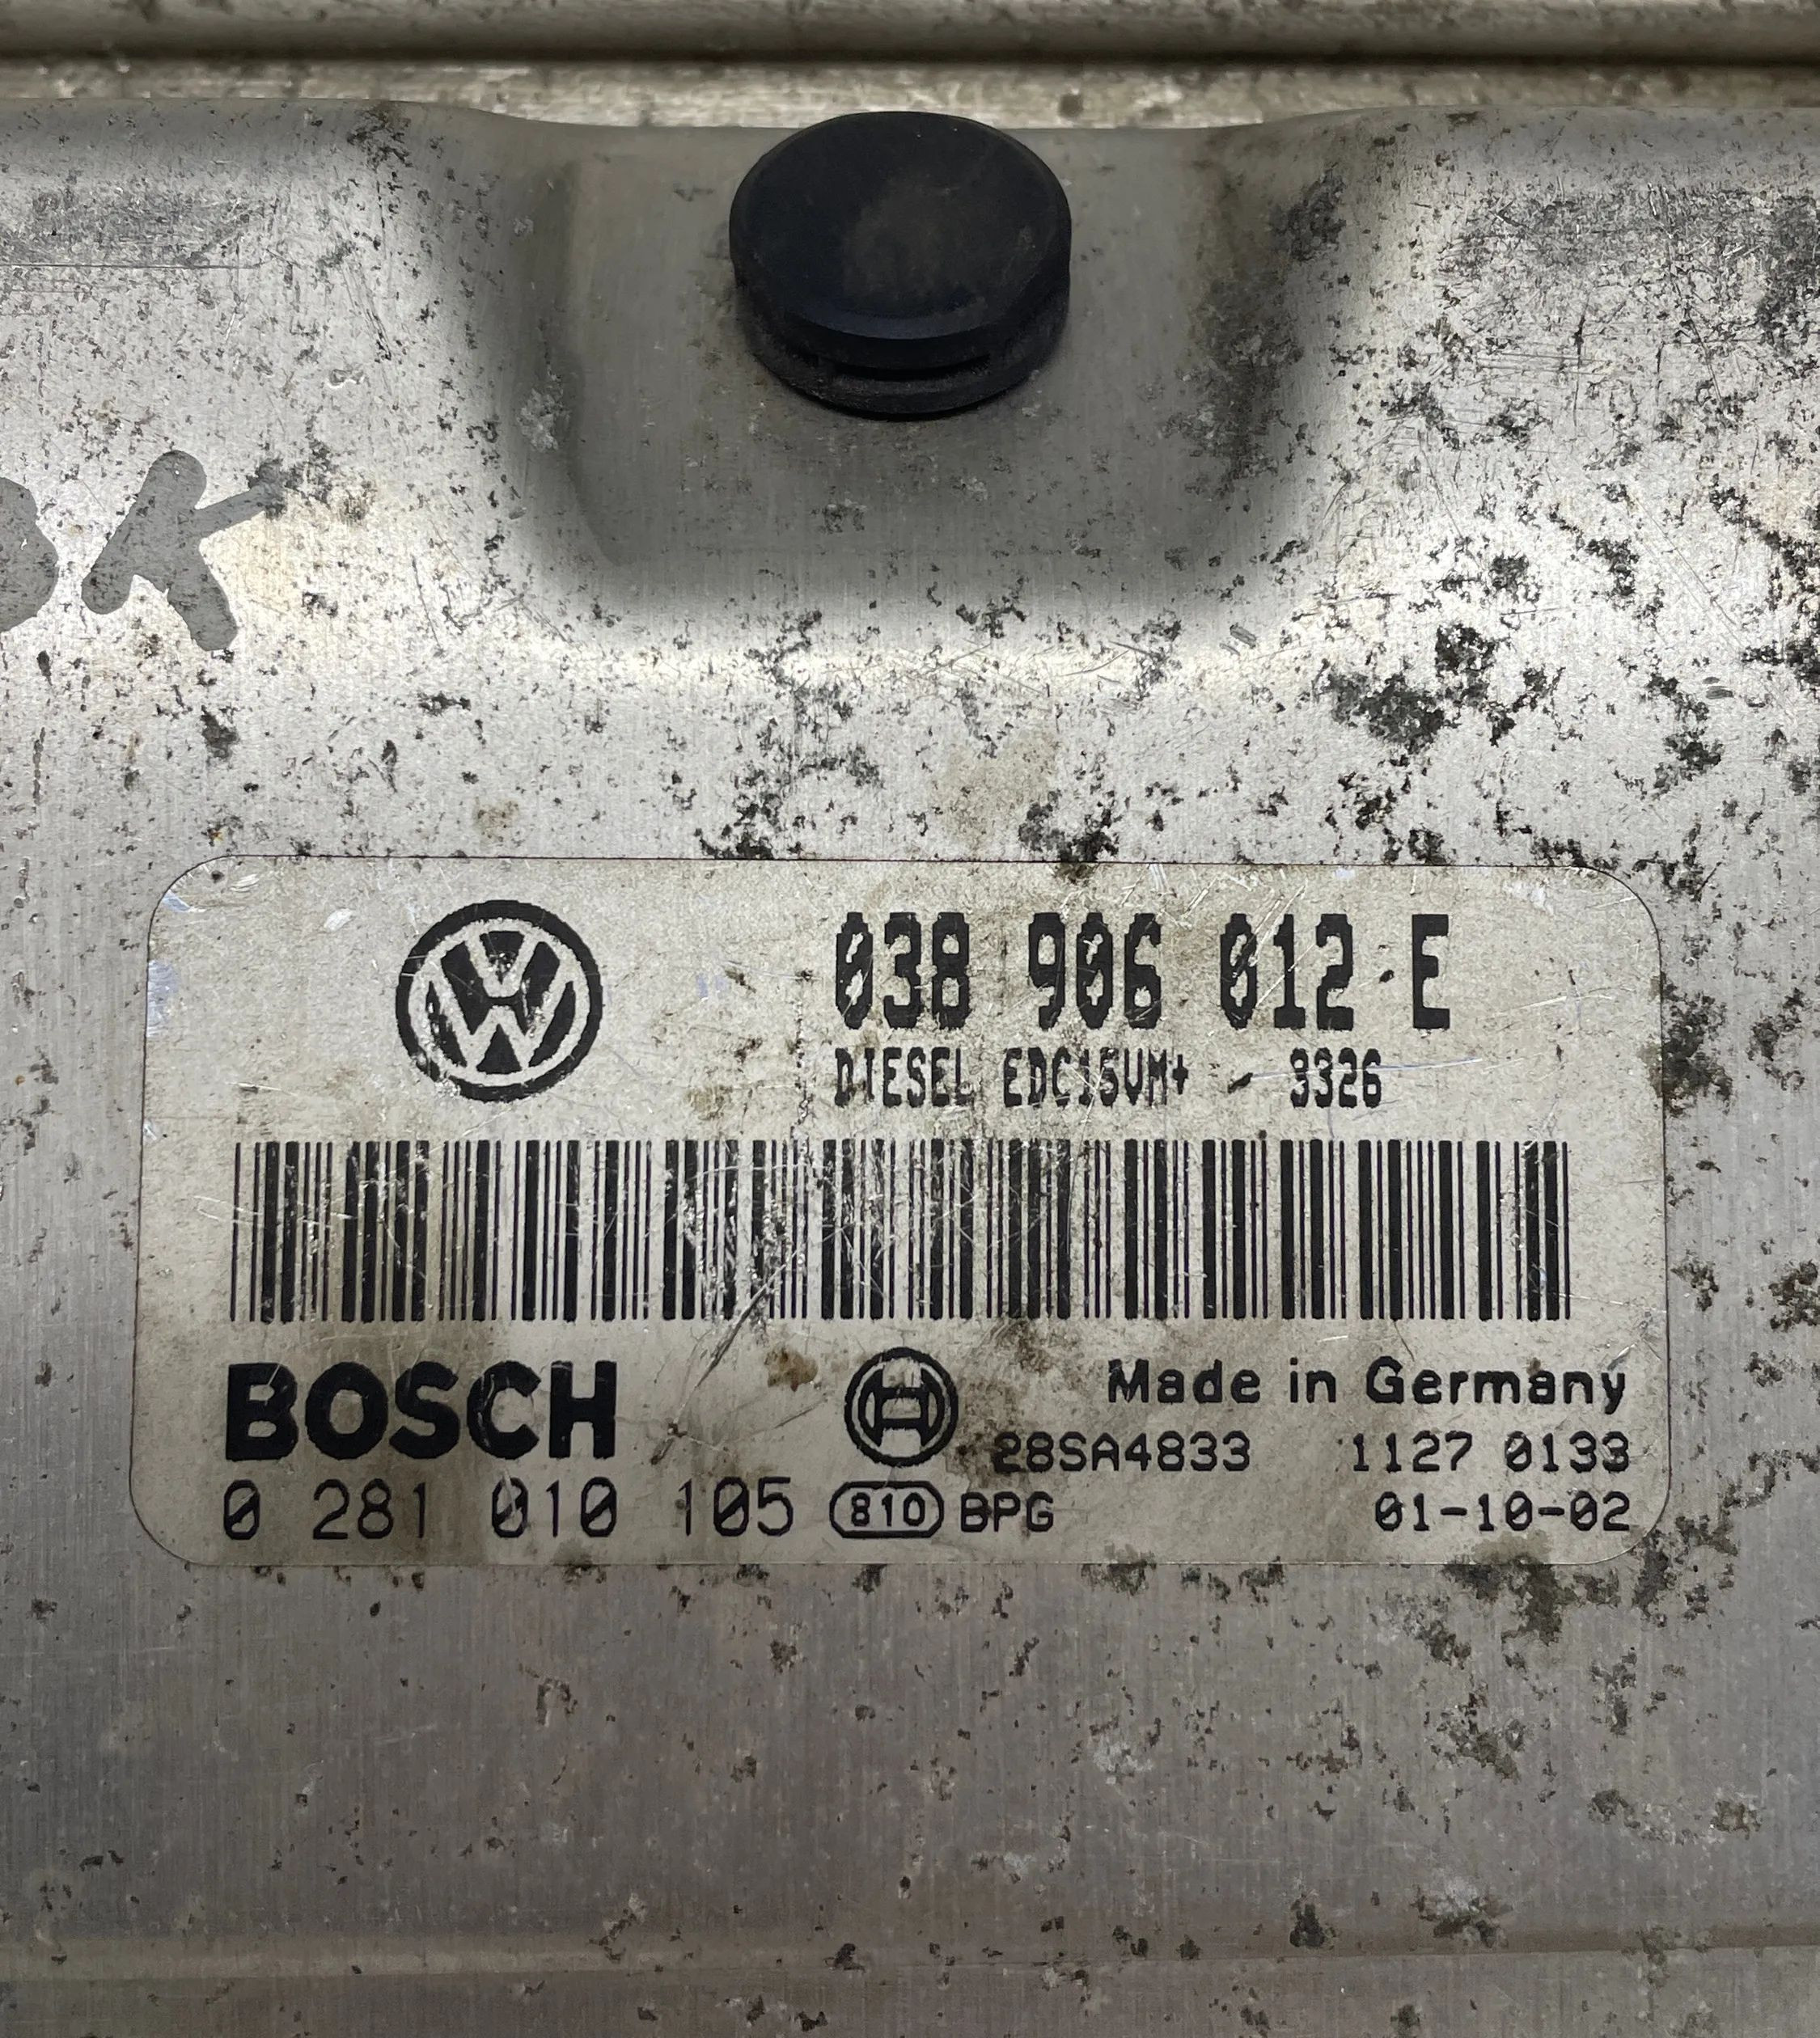 OK
038 906 012 E
DIESEL EDC15VM+ 3326
BOSCH
Made in Germany
28SA4833 1127 0133
0 281 010 105 810 BPG 01-10-02